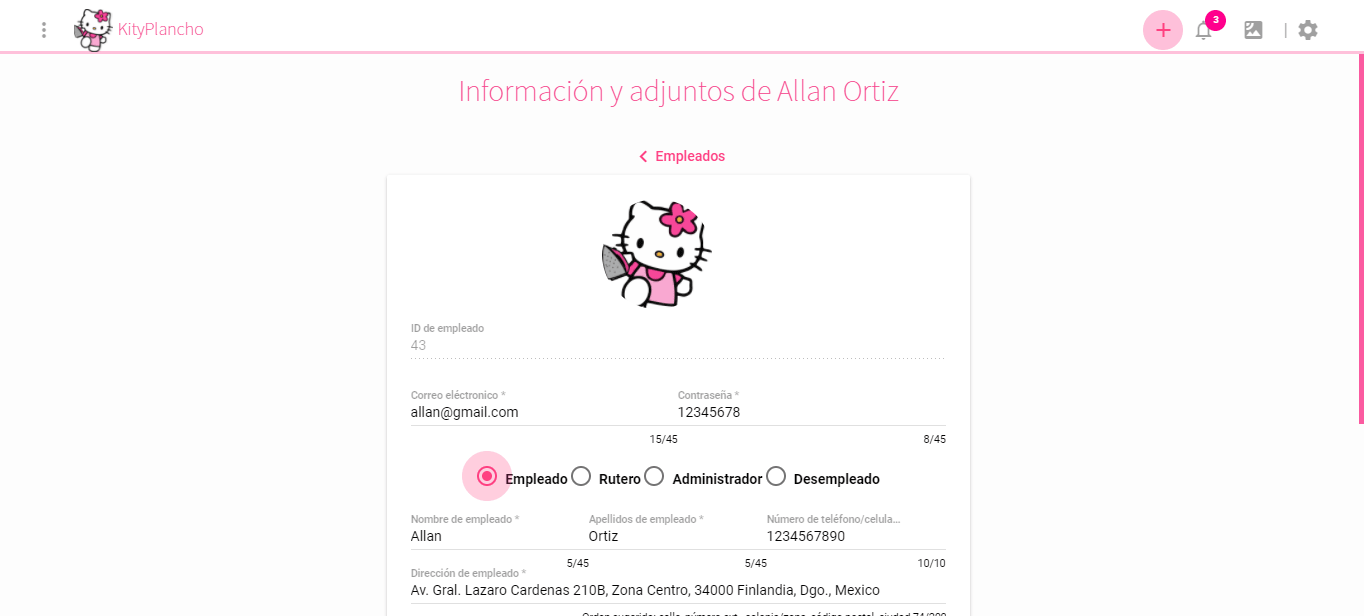 KityPlancho
3
|
Información y adjuntos de Allan Ortiz
Empleados
ID de empleado
43
Correo eléctronico * Contraseña *
allan@gmail.com 12345678
15/45 8/45
Empleado Rutero Administrador Desempleado
Nombre de empleado * Apellidos de empleado * Número de teléfono/celula...
Allan Ortiz 1234567890
5/45 5/45 10/10
Dirección de empleado *
Av. Gral. Lazaro Cardenas 210B, Zona Centro, 34000 Finlandia, Dgo., Mexico